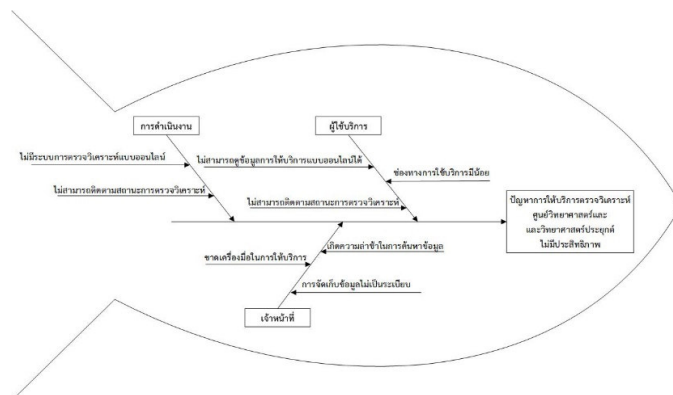 การดำเนินงาน
ผู้ใช้บริการ
ไม่มีระบบการตรวจวิเคราะห์แบบออนไลน์
ไม่สามารถดูข้อมูลการให้บริการแบบออนไลน์ได้
ช่องทางการใช้บริการมีน้อย
ไม่สามารถติดตามสถานะการตรวจวิเคราะห์
ไม่สามารถติดตามสถานะการตรวจวิเคราะห์
ปัญหาการให้บริการตรวจวิเคราะห์
ศูนย์วิทยาศาสตร์และ
และวิทยาศาสตร์ประยุกต์
ไม่มีประสิทธิภาพ
เกิดความล่าช้าในการค้นหาข้อมูล
ขาดเครื่องมือในการให้บริการ
การจัดเก็บข้อมูลไม่เป็นระเบียบ
เจ้าหน้าที่